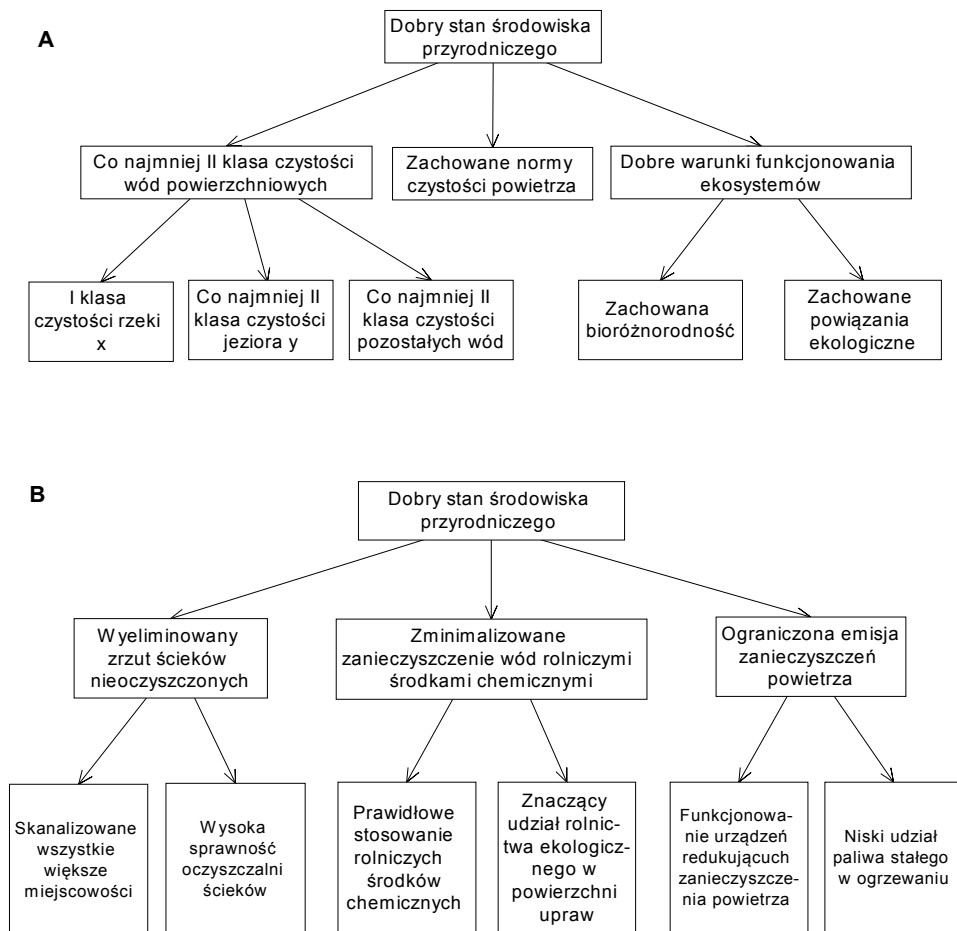 A
Dobry stan środowiska
przyrodniczego
Co najmniej II klasa czystości
wód powierzchniowych
Zachowane normy
czystości powietrza
Dobre warunki funkcjonowania
ekosystemów
I klasa
czystości rzeki
x
Co najmniej II
klasa czystości
jeziora y
Co najmniej II
klasa czystości
pozostałych wód
Zachowana
bioróżnorodność
Zachowane
powiązania
ekologiczne
B
Dobry stan środowiska
przyrodniczego
Wyeliminowany
zrzut ścieków
nieoczyszczonych
Zminimalizowane
zanieczyszczenie wód rolniczymi
środkami chemicznymi
Ograniczona emisja
zanieczyszczeń
powietrza
Skanalizowane
wszystkie
większe
miejscowości
Wysoka
sprawność
oczyszczalni
ścieków
Prawidłowe
stosowanie
rolniczych
środków
chemicznych
Znaczący
udział rolnic-
twa ekologicz-
nego w
powierzchni
upraw
Funkcjonowa-
nie urządzeń
redukującuch
zanieczyszcze-
nia powietrza
Niski udział
paliwa stałego
w ogrzewaniu